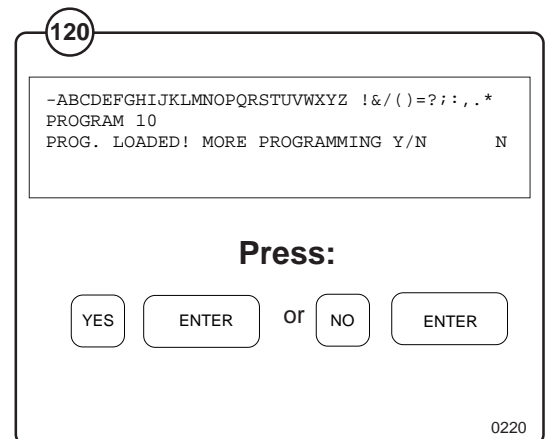 120
-ABCDEFGHIJKLMNOPQRSTUVWXYZ !&/()=?;:,.*
PROGRAM 10
PROG. LOADED! MORE PROGRAMMING Y/N N
Press:
YES ENTER or NO ENTER
0220